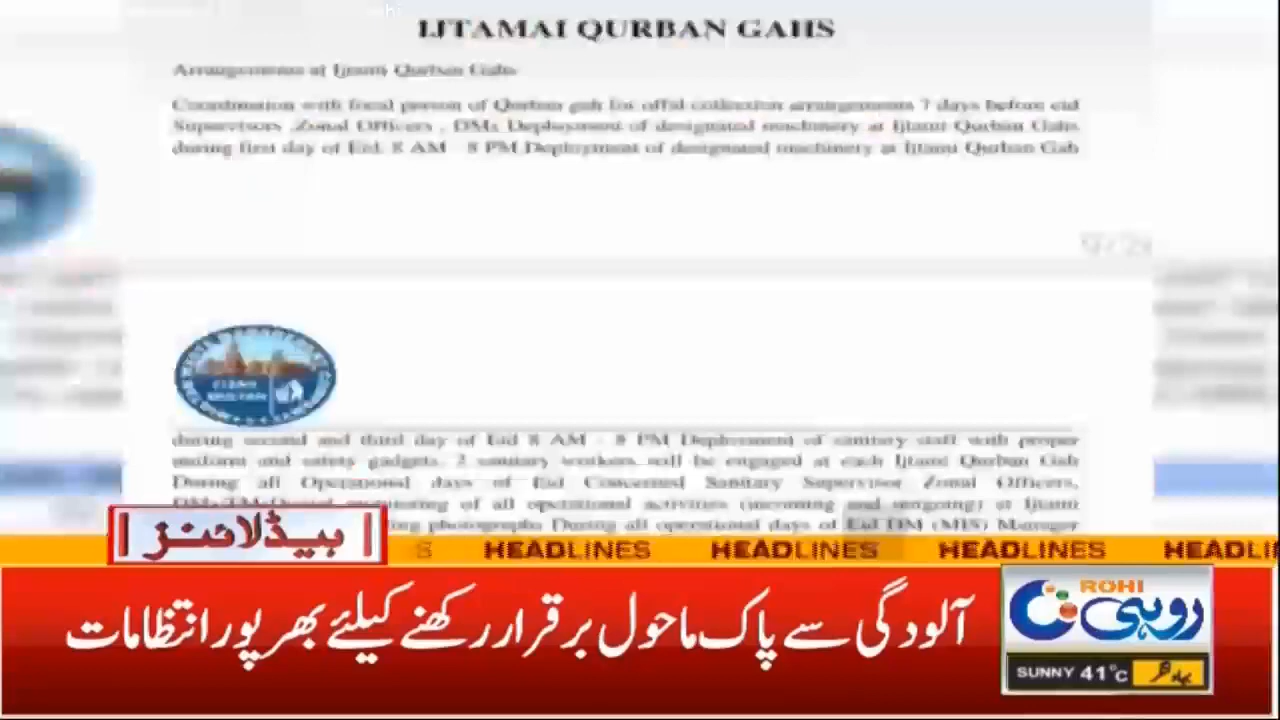 IJTAMAI QURBAN GAHS
Arrangements at Ijtami Qurban Gahs
Coordination with focal person of Qurban gah for offal collection arrangements 7 days before eid
Supervisors ,Zonal Officers , DMs Deployment of designated machinery at Ijtami Qurban Gahs
during first day of Eid. 8 AM - 8 PM Deployment of designated machinery at Ijtami Qurban Gah
during second and third day of Eid 8 AM - 8 PM Deployment of sanitary staff with proper
uniform and safety gadgets. 2 sanitary workers will be engaged at each Ijtami Qurban Gah
During all Operational days of Eid Concerned Sanitary Supervisor Zonal Officers,
monitoring of all operational activities (incoming and outgoing) at Ijtami
photographs During all operational days of Eid DM (MIS) Manager
ہیڈلائنز
S HEADLINES HEADLINES HEADLINES HEADLI
آلودگی سے پاک ماحول برقرار رکھنے کیلئے بھرپور انتظامات
ROHI
روہی
SUNNY 41°C